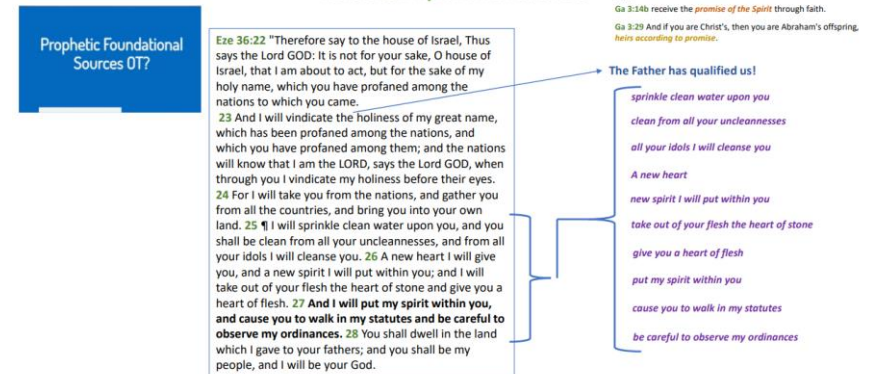 Prophetic Foundational
Sources OT?
Eze 36:22 "Therefore say to the house of Israel, Thus
says the Lord GOD: It is not for your sake, O house of
Israel, that I am about to act, but for the sake of my
holy name, which you have profaned among the
nations to which you came.
23 And I will vindicate the holiness of my great name,
which has been profaned among the nations, and
which you have profaned among them; and the nations
will know that I am the LORD, says the Lord GOD, when
through you I vindicate my holiness before their eyes.
24 For I will take you from the nations, and gather you
from all the countries, and bring you into your own
land. 25 ¶ I will sprinkle clean water upon you, and you
shall be clean from all your uncleannesses, and from all
your idols I will cleanse you. 26 A new heart I will give
you, and a new spirit I will put within you; and I will
take out of your flesh the heart of stone and give you a
heart of flesh. 27 And I will put my spirit within you,
and cause you to walk in my statutes and be careful to
observe my ordinances. 28 You shall dwell in the land
which I gave to your fathers; and you shall be my
people, and I will be your God.
Ga 3:14b receive the promise of the Spirit through faith.
Ga 3:29 And if you are Christ's, then you are Abraham's offspring,
heirs according to promise.
The Father has qualified us!
sprinkle clean water upon you
clean from all your uncleannesses
all your idols I will cleanse you
A new heart
new spirit I will put within you
take out of your flesh the heart of stone
give you a heart of flesh
put my spirit within you
cause you to walk in my statutes
be careful to observe my ordinances